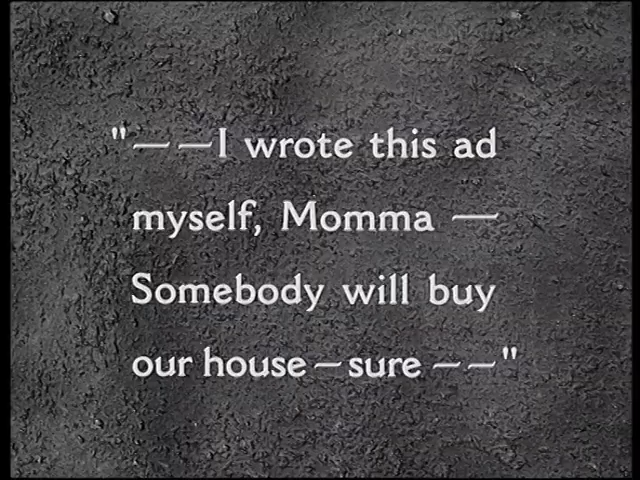 "——I wrote this ad
myself, Momma —
Somebody will buy
our house—sure ——"